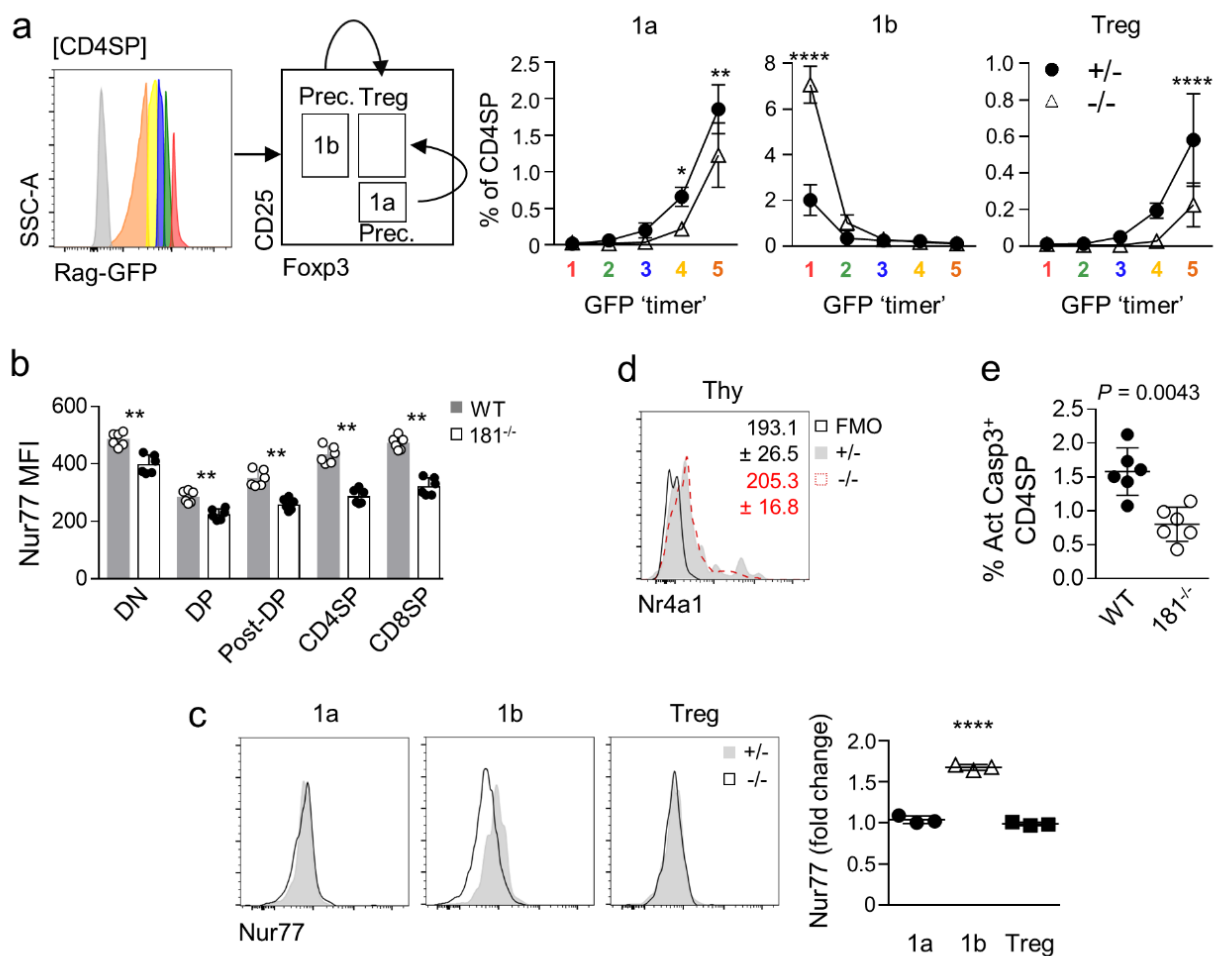 a
[CD4SP]
SSC-A
Rag-GFP
CD25
Prec. Treg
1b
1a
Prec.
Foxp3
1a
% of CD4SP
2.5
2.0
1.5
1.0
0.5
0
*
**
1 2 3 4 5
GFP ‘timer’
1b
8
6
4
2
0
****
1 2 3 4 5
GFP ‘timer’
Treg
+/-
-/-
1.0
0.8
0.6
0.4
0.2
0
****
1 2 3 4 5
GFP ‘timer’
b
Nur77 MFI
600
400
200
0
** ** ** ** **
WT
181-/-
DN DP Post-DP CD4SP CD8SP
d
Thy
193.1
± 26.5
205.3
± 16.8
FMO
+/-
-/-
Nr4a1
e
P = 0.0043
% Act Casp3+
CD4SP
2.5
2.0
1.5
1.0
0.5
0.0
WT 181-/-
c
1a 1b Treg
+/-
-/-
Nur77
Nur77 (fold change)
2.0
1.5
1.0
0.5
0
****
1a 1b Treg